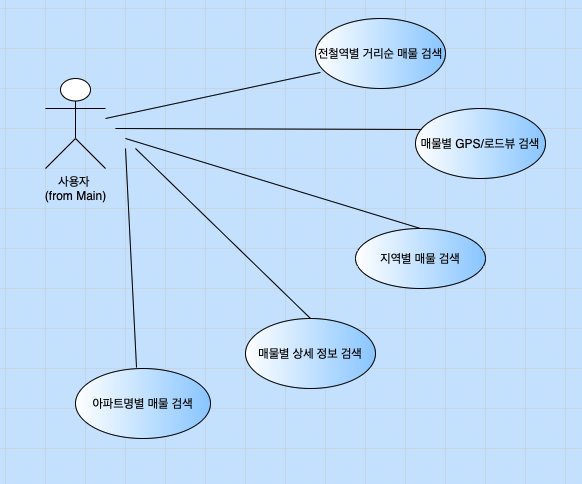 전철역별 거리순 매물 검색
매물별 GPS/로드뷰 검색
사용자
(from Main)
지역별 매물 검색
매물별 상세 정보 검색
아파트명별 매물 검색